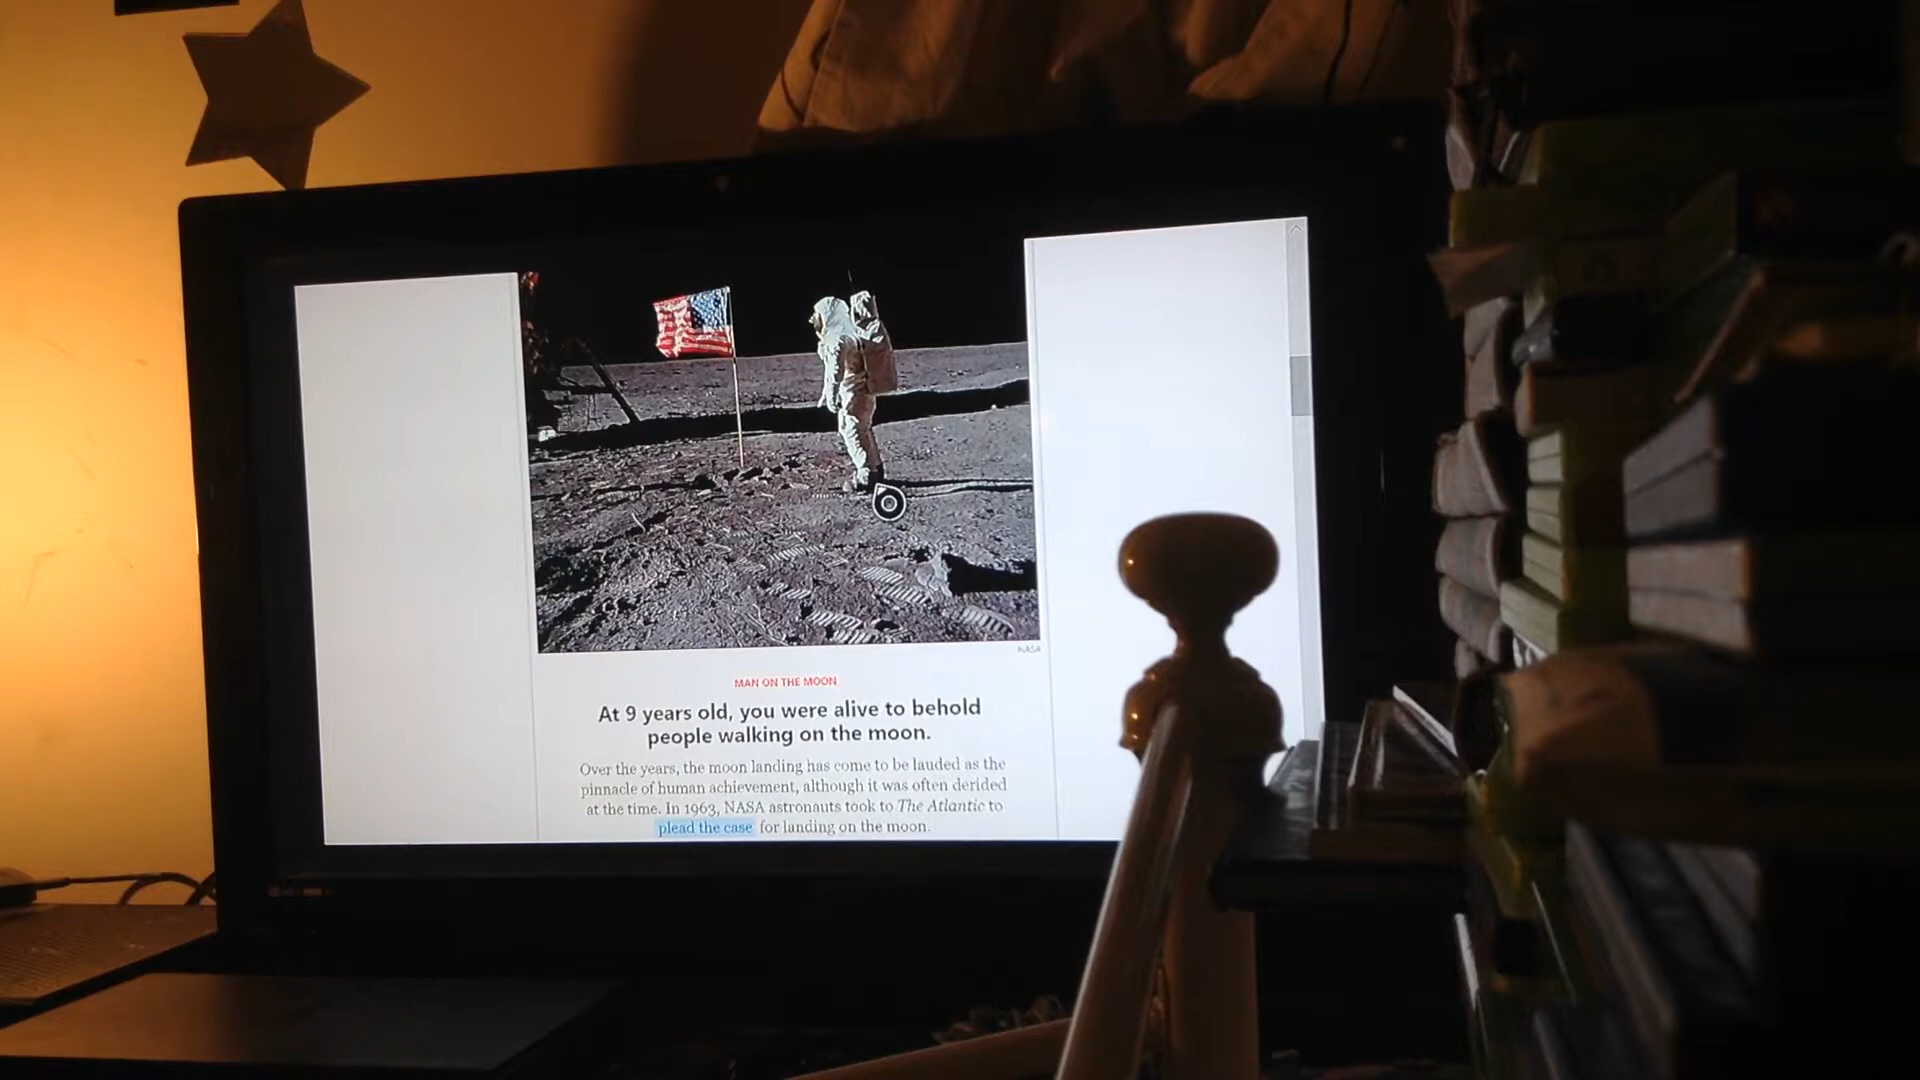 NASA
MAN ON THE MOON
At 9 years old, you were alive to behold
people walking on the moon.
Over the years, the moon landing has come to be lauded as the
pinnacle of human achievement, although it was often derided
at the time. In 1963, NASA astronauts took to The Atlantic to
plead the case for landing on the moon.